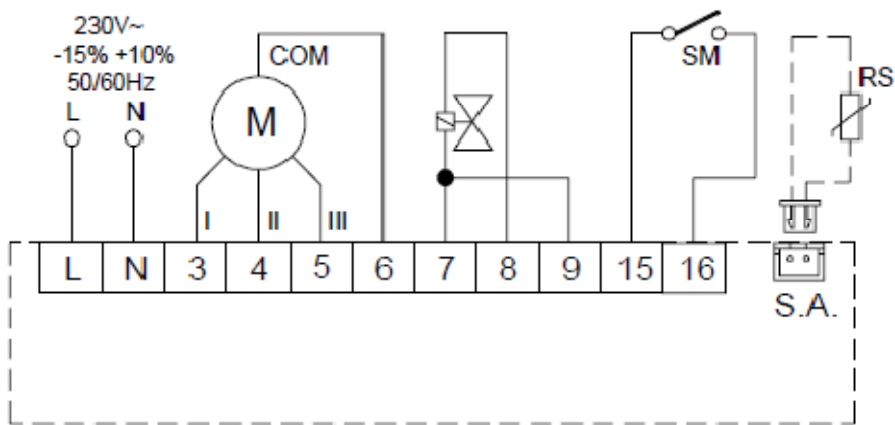 230V~
-15% +10%
50/60Hz
L N
COM
M
I II III
SM
RS
L N 3 4 5 6 7 8 9 15 16
S.A.